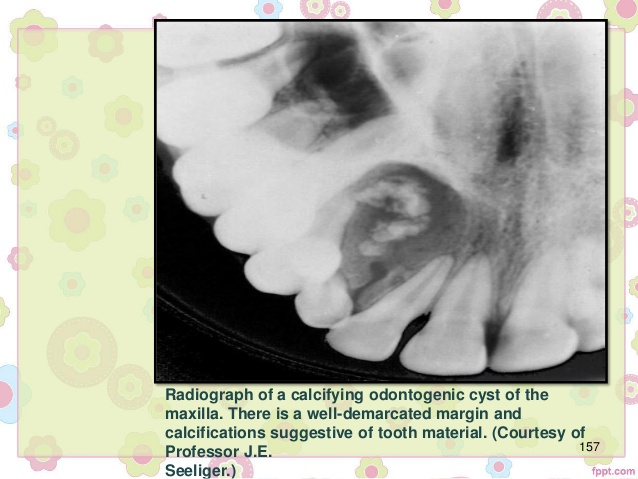 Radiograph of a calcifying odontogenic cyst of the
maxilla. There is a well-demarcated margin and
calcifications suggestive of tooth material. (Courtesy of
Professor J.E.
Seeliger.)
157
fppt.com